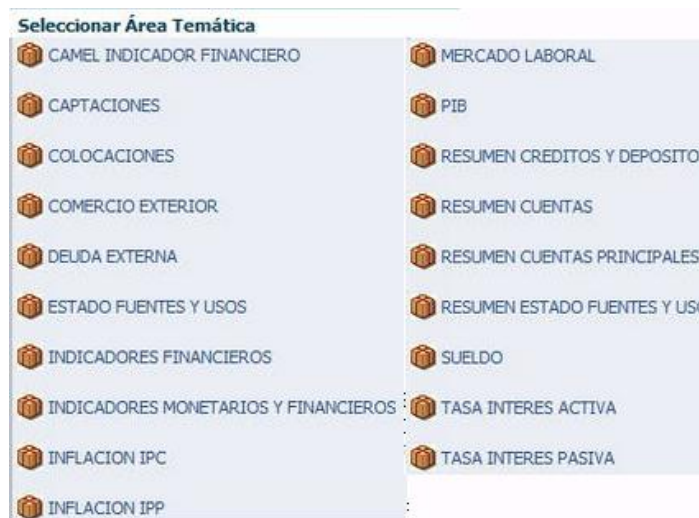 Seleccionar Área Temática
CAMEL INDICADOR FINANCIERO
CAPTACIONES
COLOCACIONES
COMERCIO EXTERIOR
DEUDA EXTERNA
ESTADO FUENTES Y USOS
INDICADORES FINANCIEROS
INDICADORES MONETARIOS Y FINANCIEROS
INFLACION IPC
INFLACION IPP
MERCADO LABORAL
PIB
RESUMEN CREDITOS Y DEPOSITO
RESUMEN CUENTAS
RESUMEN CUENTAS PRINCIPALES
RESUMEN ESTADO FUENTES Y US
SUELDO
TASA INTERES ACTIVA
TASA INTERES PASIVA